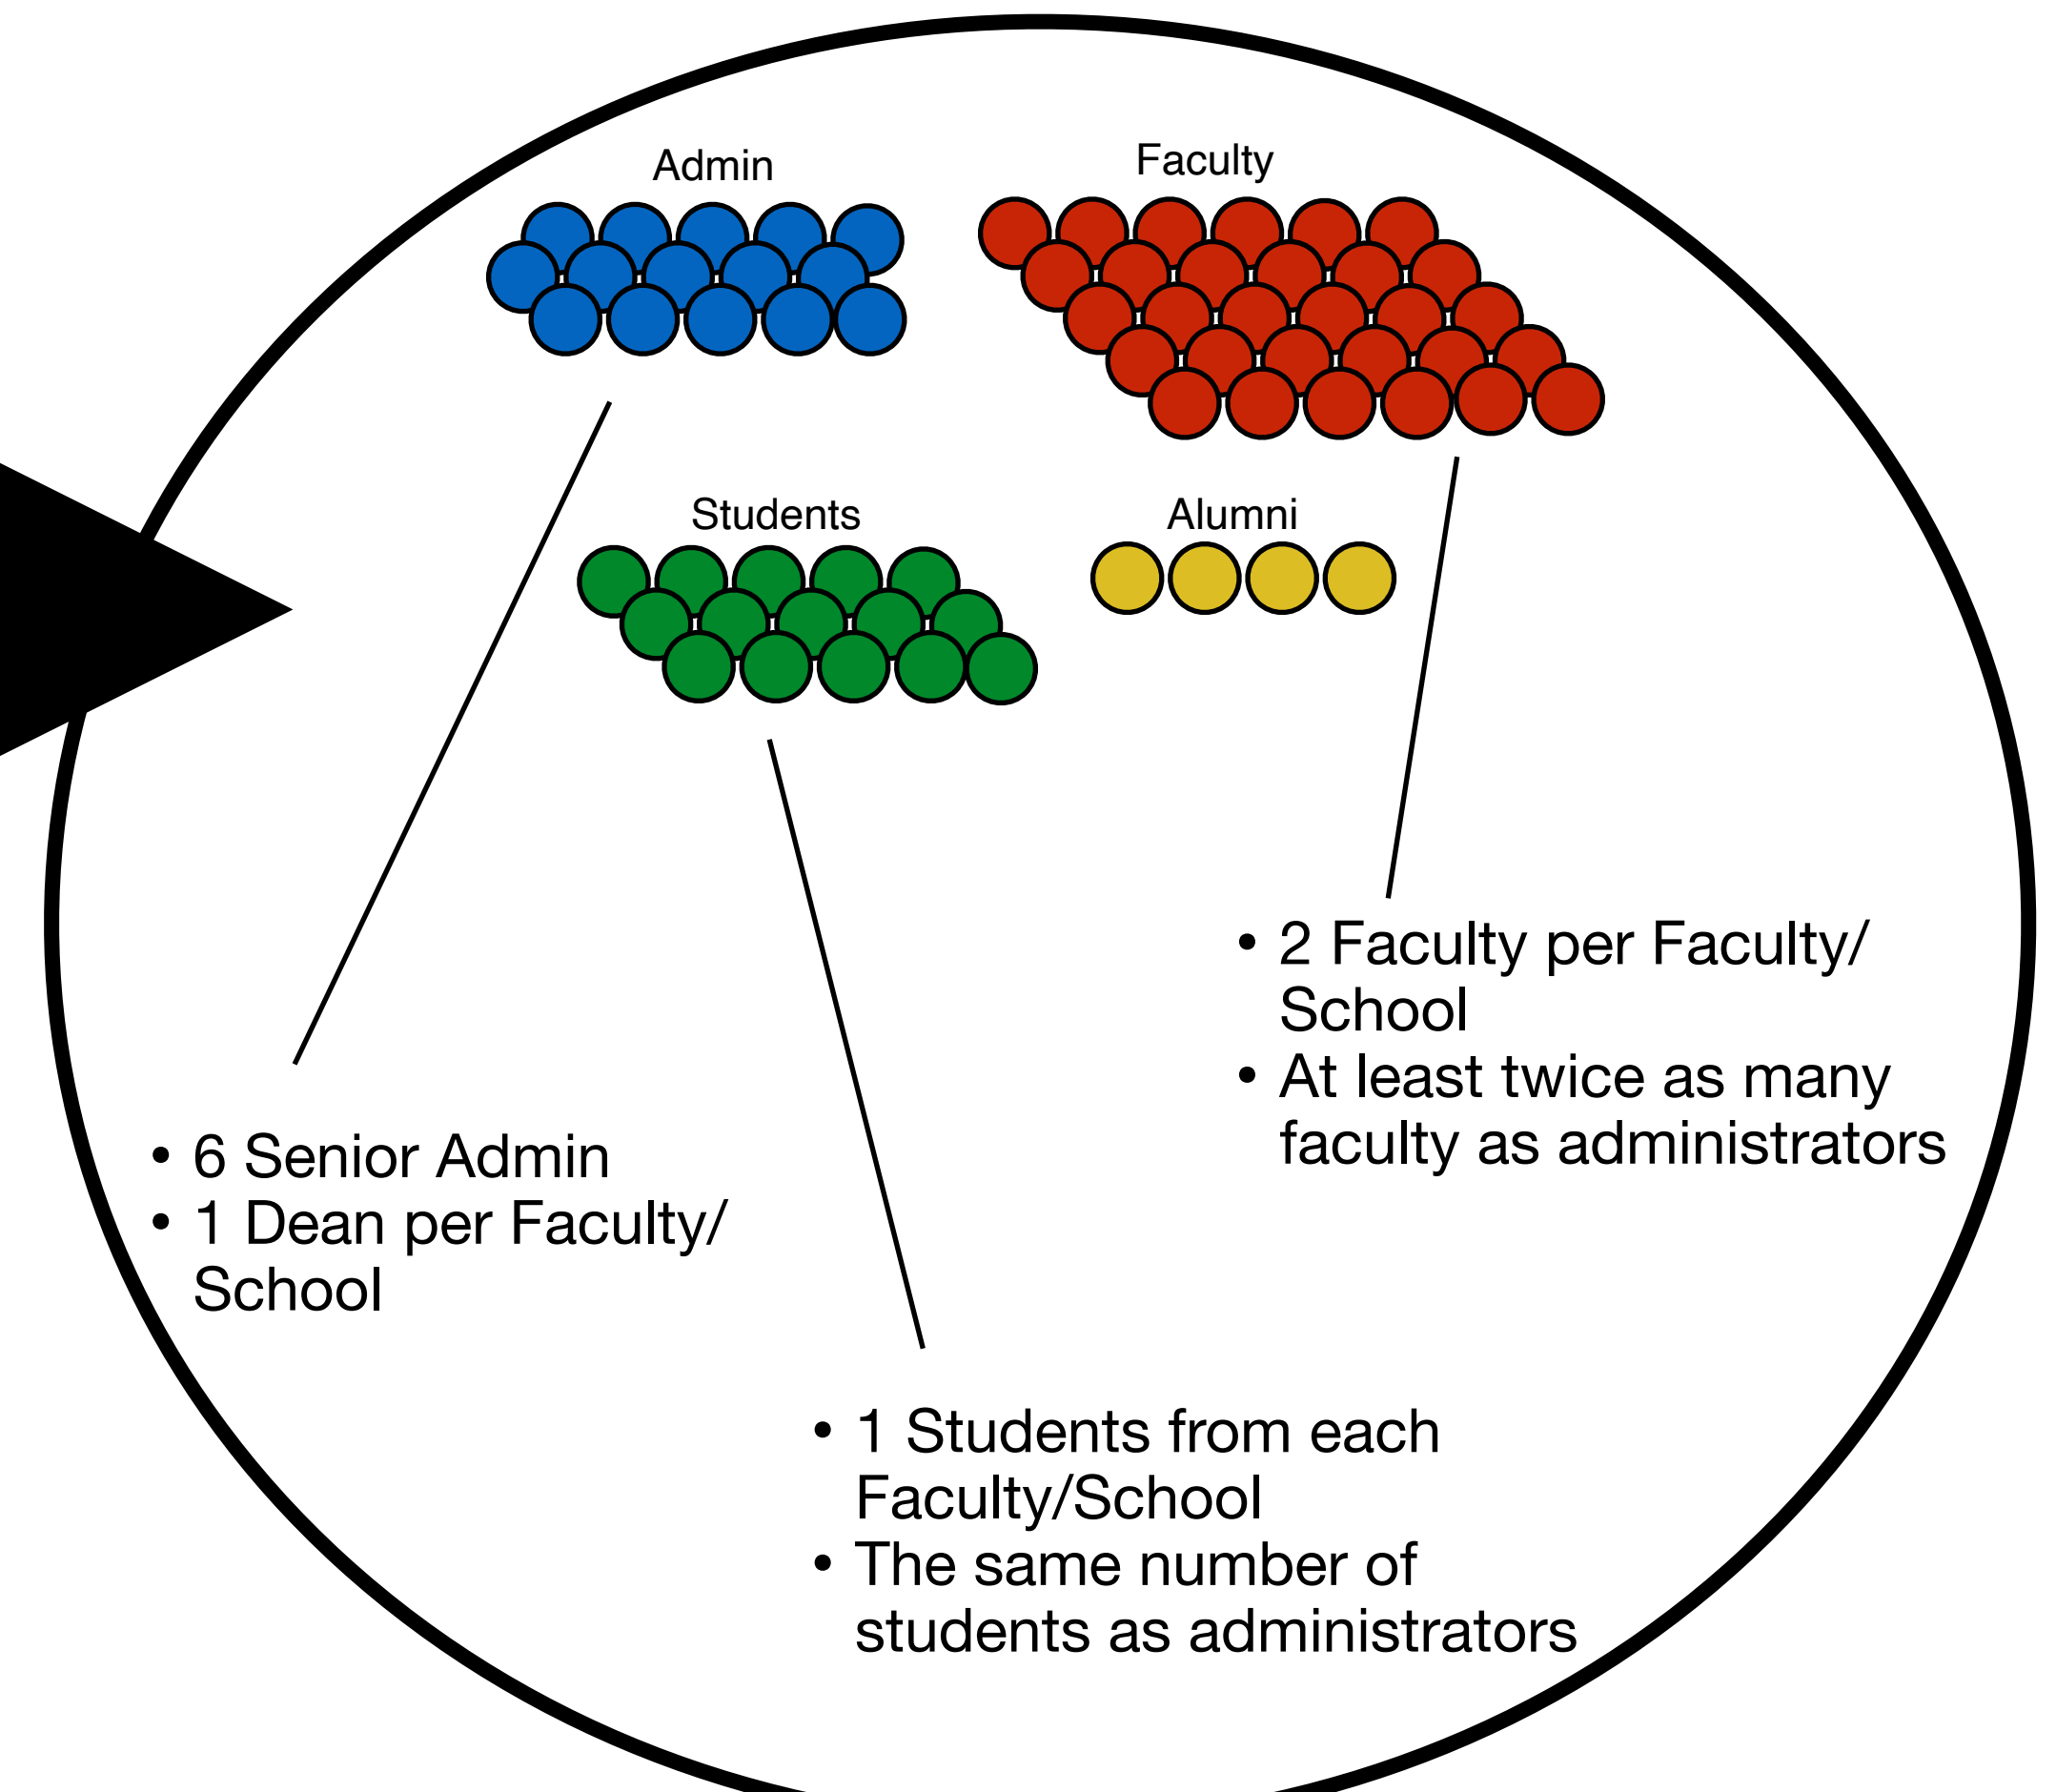 Admin
Faculty
Students
Alumni
• 2 Faculty per Faculty/
School
• At least twice as many
faculty as administrators
• 6 Senior Admin
• 1 Dean per Faculty/
School
• 1 Students from each
Faculty/School
• The same number of
students as administrators